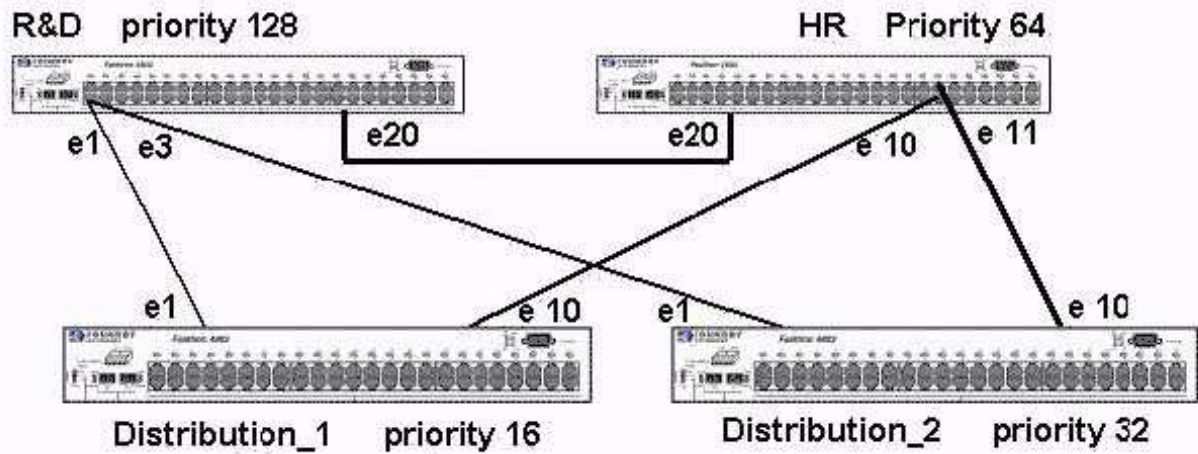 R&D priority 128
HR Priority 64
e1
e3
e20
e20
e 10
e 11
e1
e 10
e1
e 10
Distribution_1 priority 16
Distribution_2 priority 32